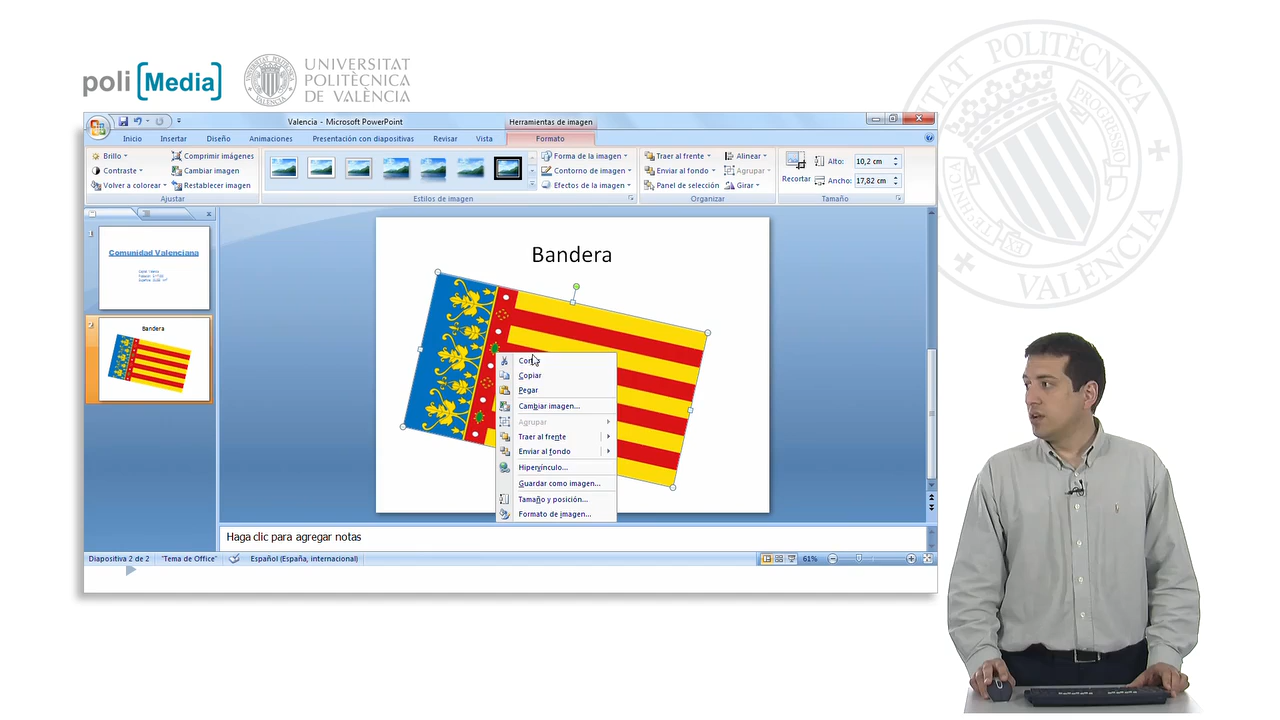 poli [Media]
UNIVERSITAT
POLITÈCNICA
DE VALÈNCIA
UNIVERSITAT POLITÈCNICA
VALÈNCIA
Valencia - Microsoft PowerPoint
Herramientas de imagen
Inicio Insertar Diseño Animaciones Presentación con diapositivas Revisar Vista Formato
Brillo
Contraste
Volver a colorear
Comprimir imágenes
Cambiar imagen
Restablecer imagen
Ajustar
Estilos de imagen
Forma de la imagen
Contorno de imagen
Efectos de la imagen
Traer al frente
Enviar al fondo
Panel de selección
Alinear
Agrupar
Girar
Organizar
Recortar
Alto: 10,2 cm
Ancho: 17,82 cm
Tamaño
1
Comunidad Valenciana
2
Bandera
Bandera
Copiar
Pegar
Cambiar imagen...
Agrupar
Traer al frente
Enviar al fondo
Hipervínculo...
Guardar como imagen...
Tamaño y posición...
Formato de imagen...
Haga clic para agregar notas
Diapositiva 2 de 2 "Tema de Office" Español (España, internacional) 61%